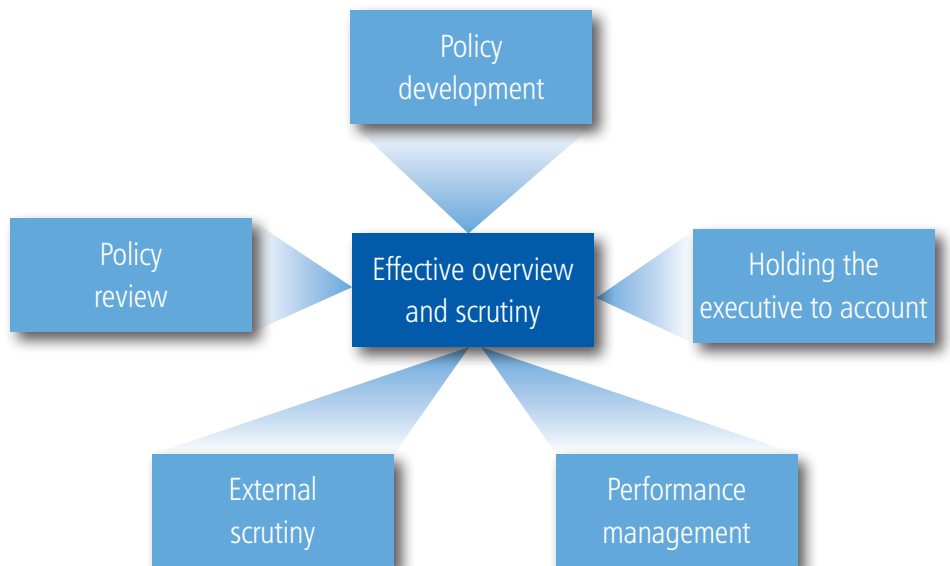 Policy
development
Policy
review
Effective overview
and scrutiny
Holding the
executive to account
External
scrutiny
Performance
management